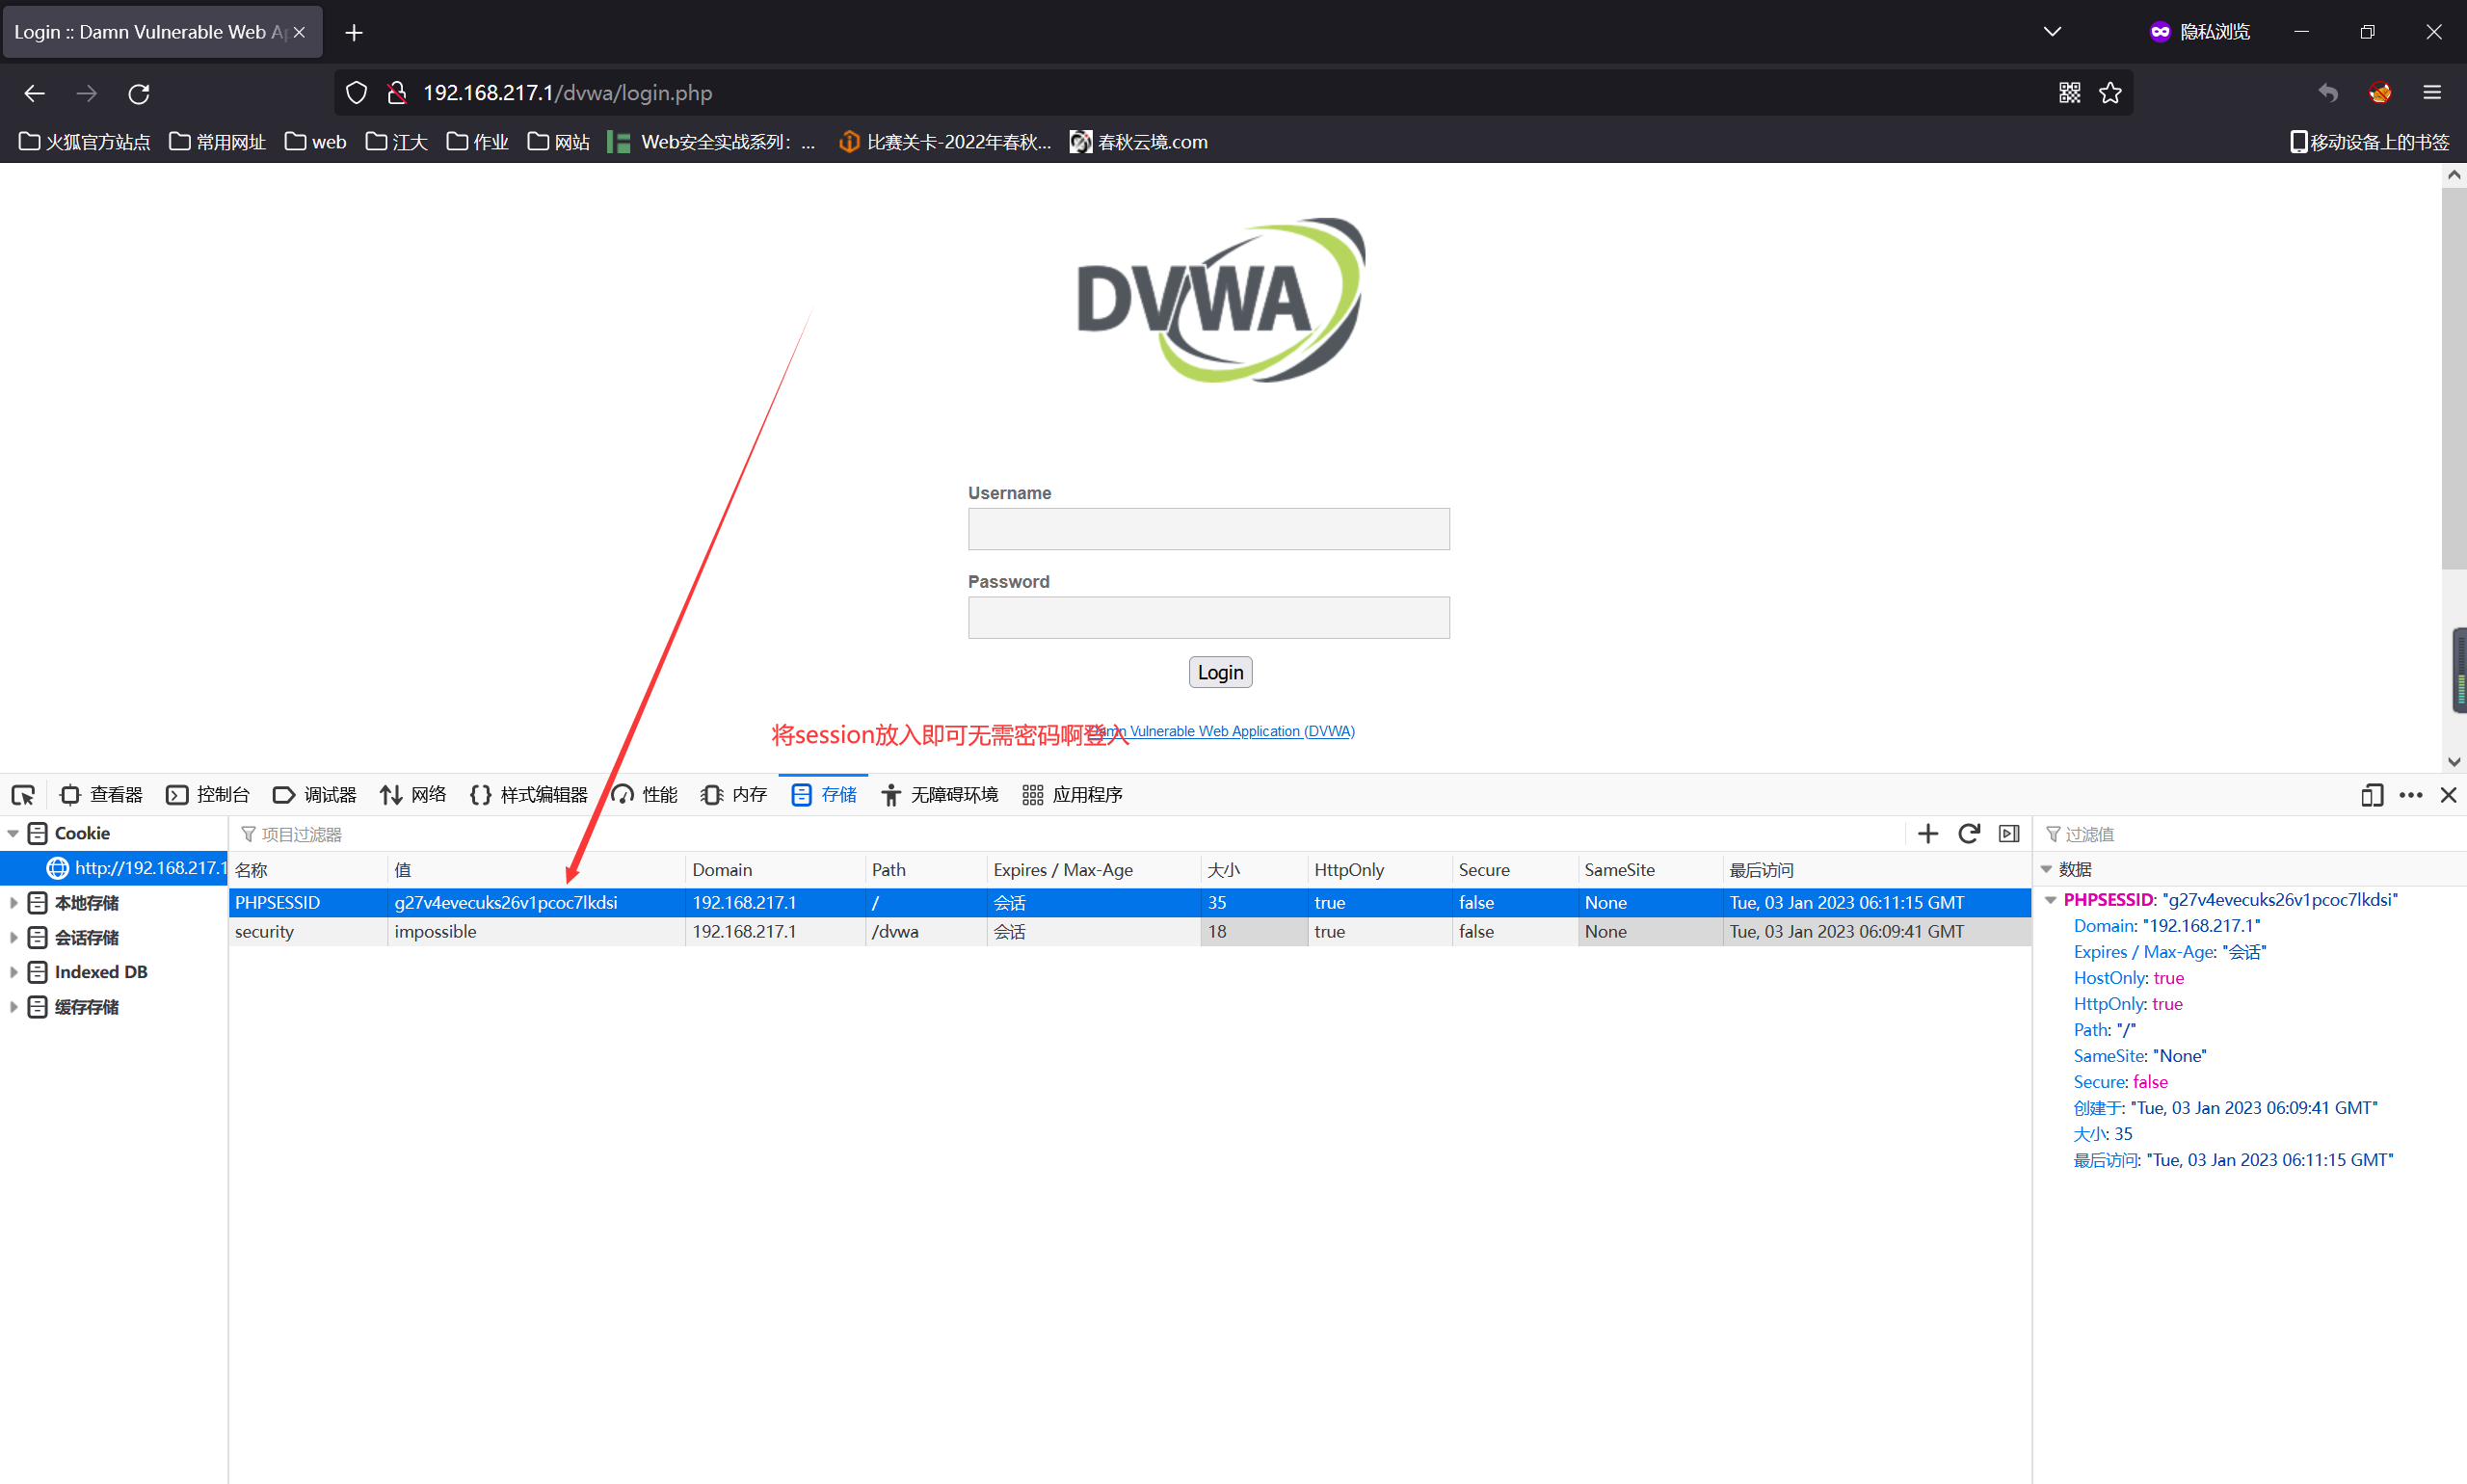 Login :: Damn Vulnerable Web Ap
隐私浏览
192.168.217.1/dvwa/login.php
火狐官方站点 常用网址 web 江大 作业 网站 Web安全实战系列：... 比赛关卡-2022年春秋... 春秋云境.com 移动设备上的书签
DVWA
Username
Password
Login
将session放入即可无需密码啊登入
Damn Vulnerable Web Application (DVWA)
查看器 控制台 调试器 网络 样式编辑器 性能 内存 存储 无障碍环境 应用程序
Cookie
http://192.168.217.1
本地存储
会话存储
Indexed DB
缓存存储
项目过滤器
名称 值 Domain Path Expires / Max-Age 大小 HttpOnly Secure SameSite 最后访问
PHPSESSID g27v4evecuks26v1pcoc7lkdsi 192.168.217.1 / 会话 35 true false None Tue, 03 Jan 2023 06:11:15 GMT
security impossible 192.168.217.1 /dvwa 会话 18 true false None Tue, 03 Jan 2023 06:09:41 GMT
过滤值
数据
PHPSESSID: "g27v4evecuks26v1pcoc7lkdsi"
Domain: "192.168.217.1"
Expires / Max-Age: "会话"
HostOnly: true
HttpOnly: true
Path: "/"
SameSite: "None"
Secure: false
创建于: "Tue, 03 Jan 2023 06:09:41 GMT"
大小: 35
最后访问: "Tue, 03 Jan 2023 06:11:15 GMT"